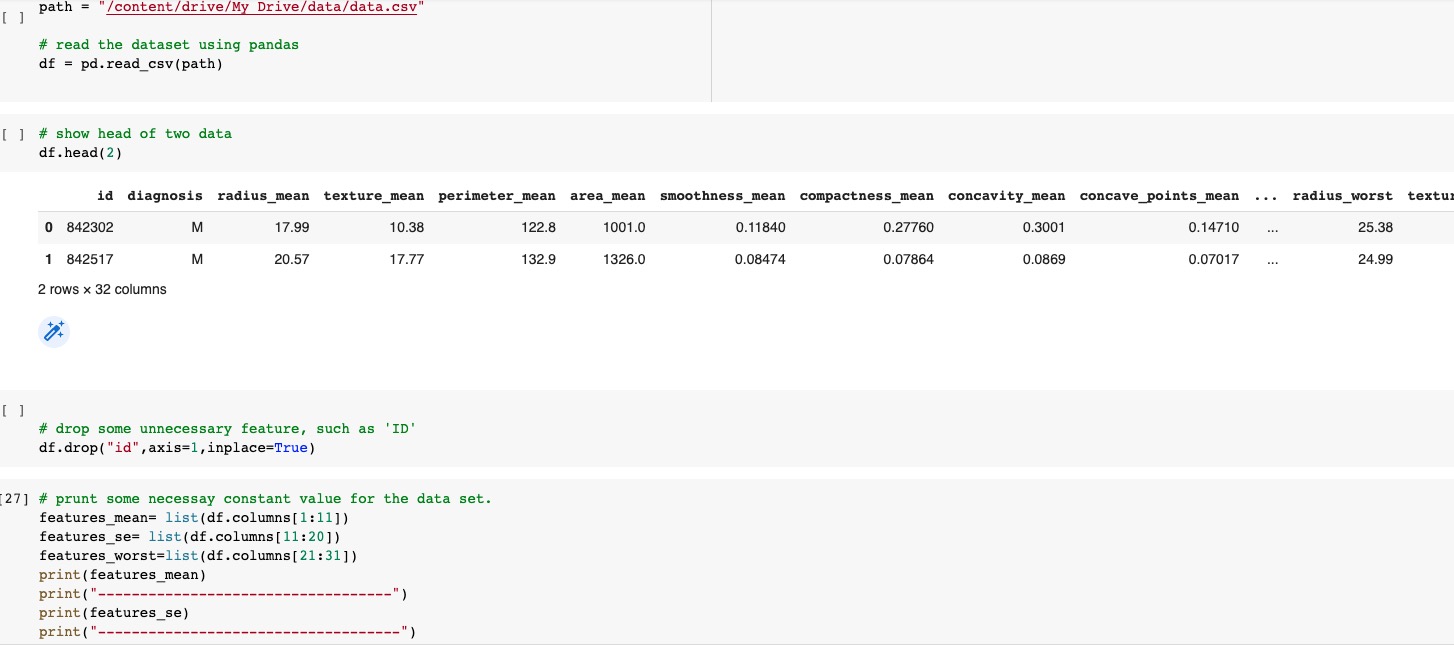 path = "/content/drive/My Drive/data/data.csv"
[ ]
# read the dataset using pandas
df = pd.read_csv(path)
[ ] # show head of two data
df.head(2)
id diagnosis radius_mean texture_mean perimeter_mean area_mean smoothness_mean compactness_mean concavity_mean concave_points_mean ... radius_worst textur
0 842302 M 17.99 10.38 122.8 1001.0 0.11840 0.27760 0.3001 0.14710 ... 25.38
1 842517 M 20.57 17.77 132.9 1326.0 0.08474 0.07864 0.0869 0.07017 ... 24.99
2 rows × 32 columns
[ ]
# drop some unnecessary feature, such as 'ID'
df.drop("id",axis=1,inplace=True)
[27] # prunt some necessay constant value for the data set.
features_mean= list(df.columns[1:11])
features_se= list(df.columns[11:20])
features_worst=list(df.columns[21:31])
print(features_mean)
print("-----------------------------------")
print(features_se)
print("------------------------------------")